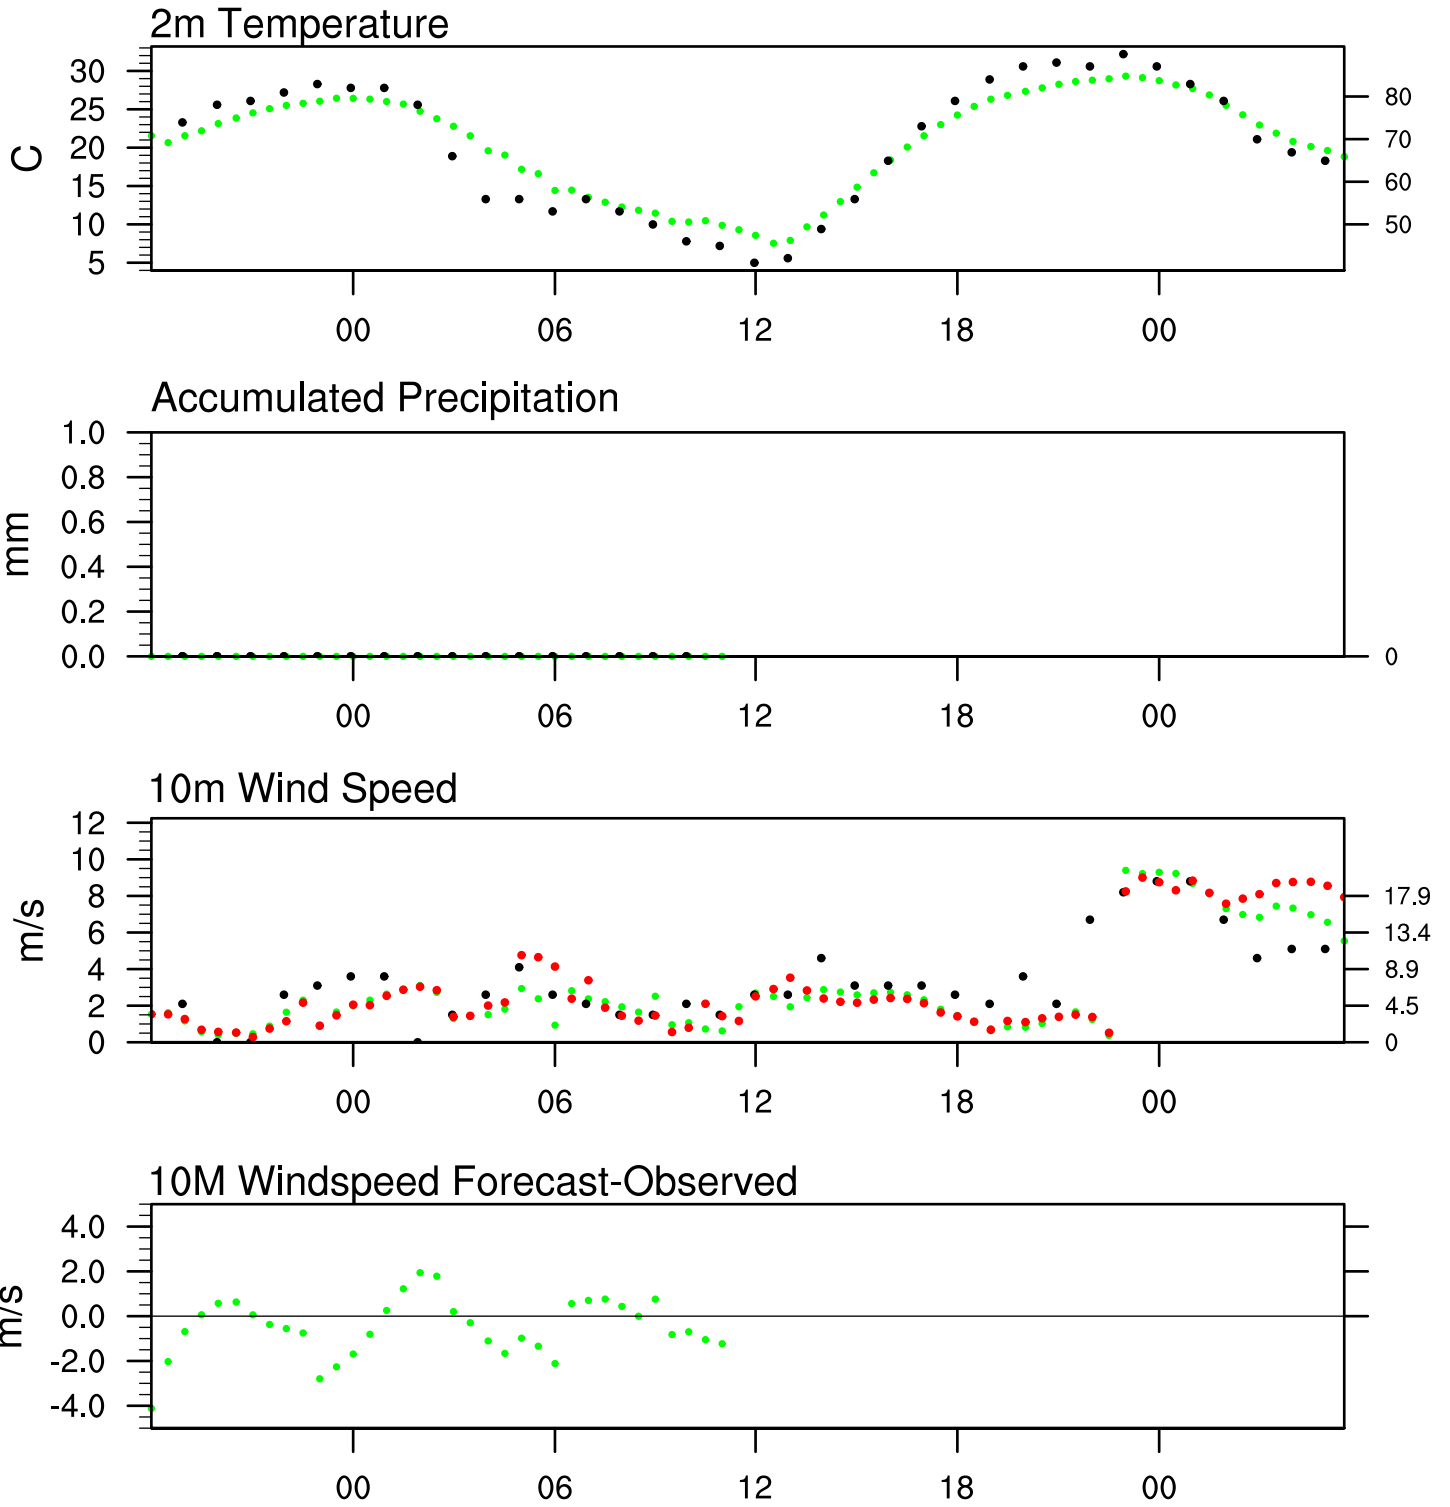 2m Temperature
30
25
20
15
10
5
C
80
70
60
50
00 06 12 18 00
Accumulated Precipitation
1.0
0.8
0.6
0.4
0.2
0.0
mm
0
00 06 12 18 00
10m Wind Speed
12
10
8
6
4
2
0
m/s
17.9
13.4
8.9
4.5
0
00 06 12 18 00
10M Windspeed Forecast-Observed
4.0
2.0
0.0
-2.0
-4.0
m/s
00 06 12 18 00